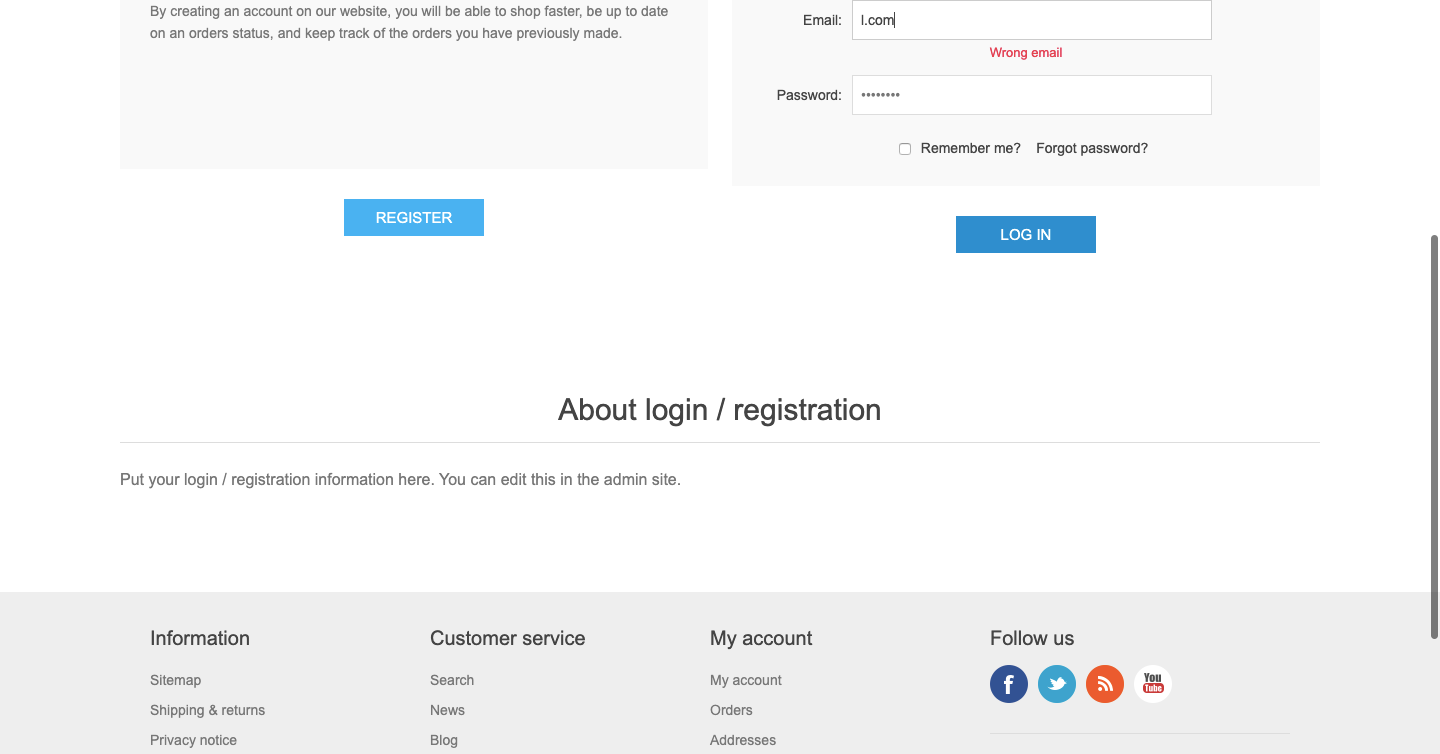 By creating an account on our website, you will be able to shop faster, be up to date
on an orders status, and keep track of the orders you have previously made.
REGISTER
Email: l.com
Wrong email
Password: ••••••••
Remember me? Forgot password?
LOG IN
About login / registration
Put your login / registration information here. You can edit this in the admin site.
Information
Sitemap
Shipping & returns
Privacy notice
Customer service
Search
News
Blog
My account
My account
Orders
Addresses
Follow us
f
You
Tube